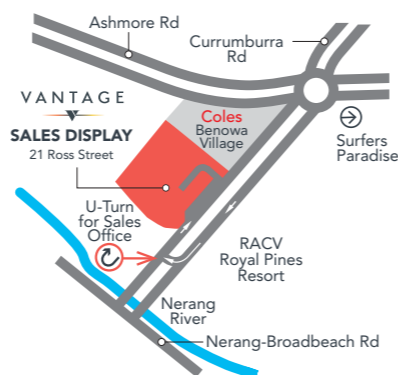 Ashmore Rd
Currumburra
Rd
VANTAGE
SALES DISPLAY
21 Ross Street
Coles
Benowa
Village
Surfers
Paradise
U-Turn
for Sales
Office
RACV
Royal Pines
Resort
Nerang
River
Nerang-Broadbeach Rd